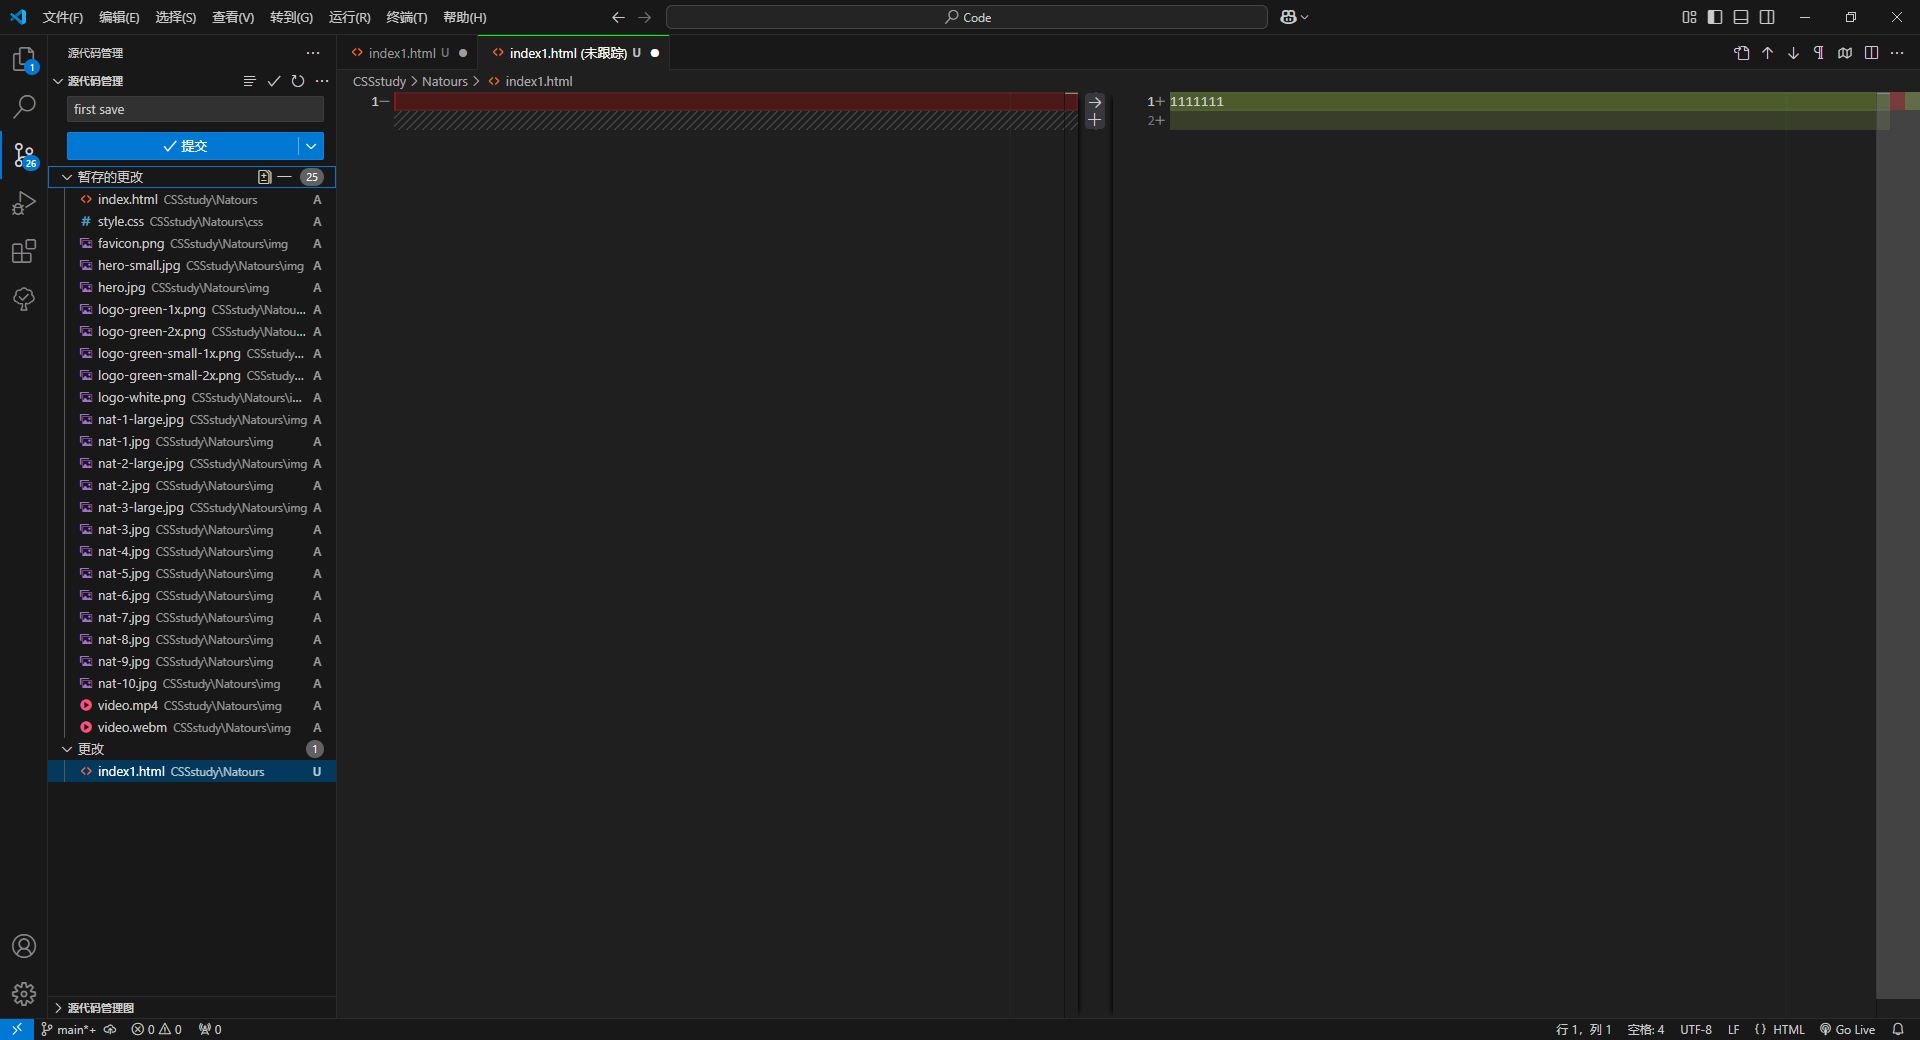 文件(F) 编辑(E) 选择(S) 查看(V) 转到(G) 运行(R) 终端(T) 帮助(H) Code
源代码管理
index1.html U
index1.html (未跟踪) U
源代码管理
CSSstudy > Natours > index1.html
first save
1 1+ 1111111
2+
提交
暂存的更改 25
index.html CSSstudy\Natours A
style.css CSSstudy\Natours\css A
favicon.png CSSstudy\Natours\img A
hero-small.jpg CSSstudy\Natours\img A
hero.jpg CSSstudy\Natours\img A
logo-green-1x.png CSSstudy\Natou... A
logo-green-2x.png CSSstudy\Natou... A
logo-green-small-1x.png CSSstudy... A
logo-green-small-2x.png CSSstudy... A
logo-white.png CSSstudy\Natours\i... A
nat-1-large.jpg CSSstudy\Natours\img A
nat-1.jpg CSSstudy\Natours\img A
nat-2-large.jpg CSSstudy\Natours\img A
nat-2.jpg CSSstudy\Natours\img A
nat-3-large.jpg CSSstudy\Natours\img A
nat-3.jpg CSSstudy\Natours\img A
nat-4.jpg CSSstudy\Natours\img A
nat-5.jpg CSSstudy\Natours\img A
nat-6.jpg CSSstudy\Natours\img A
nat-7.jpg CSSstudy\Natours\img A
nat-8.jpg CSSstudy\Natours\img A
nat-9.jpg CSSstudy\Natours\img A
nat-10.jpg CSSstudy\Natours\img A
video.mp4 CSSstudy\Natours\img A
video.webm CSSstudy\Natours\img A
更改 1
index1.html CSSstudy\Natours U
1
26
源代码管理图
main*+ 0 0 0 行 1，列 1 空格: 4 UTF-8 LF {} HTML Go Live